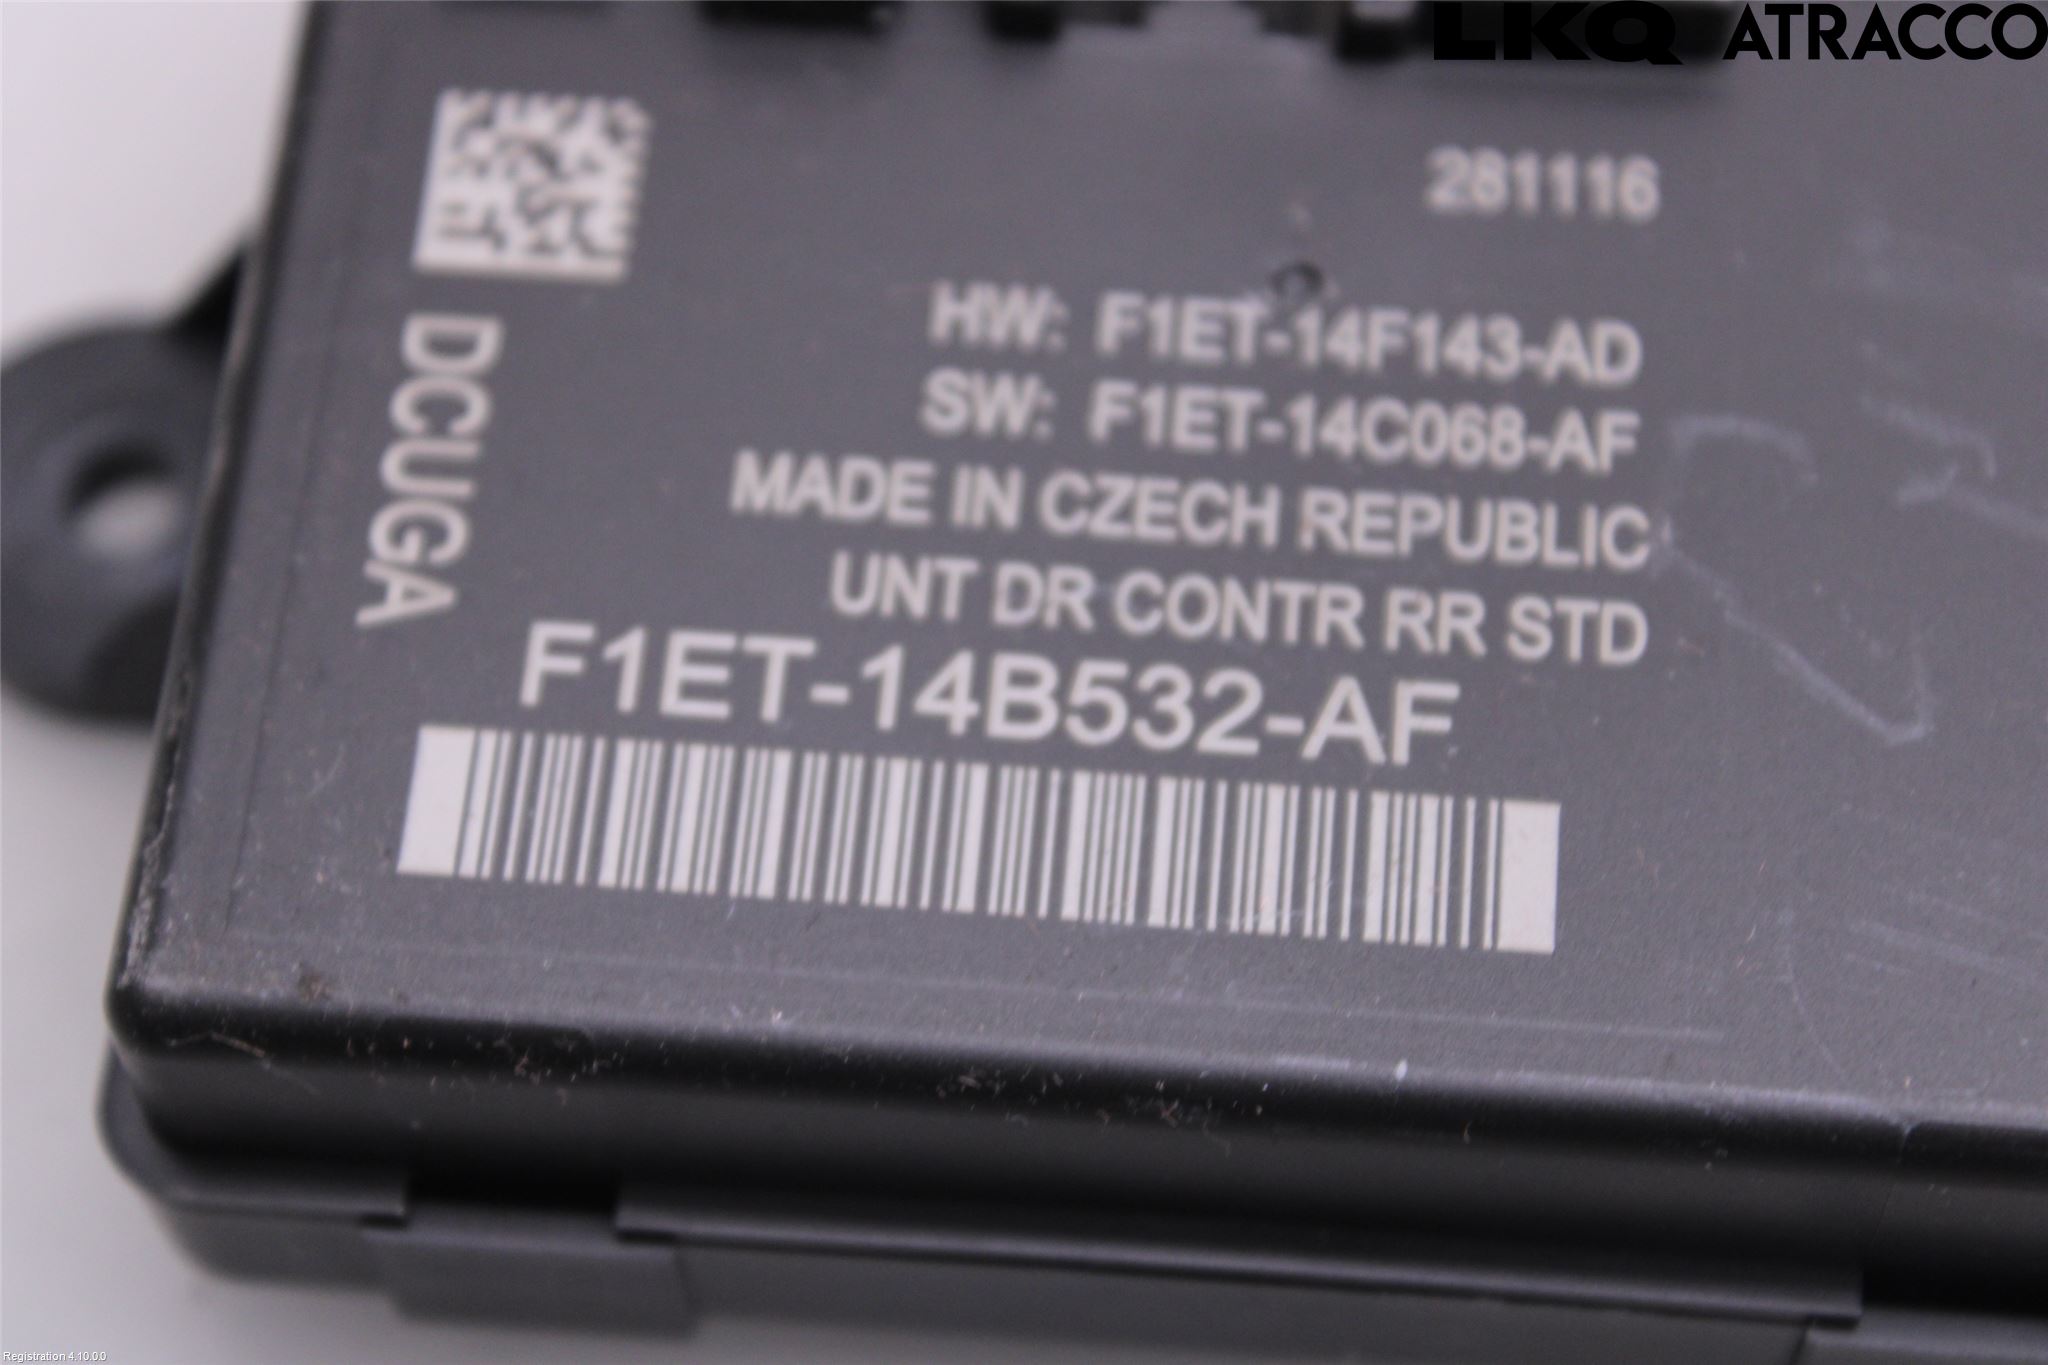 LKQ ATRACCO
281116
HW: F1ET-14F143-AD
SW: F1ET-14C068-AF
MADE IN CZECH REPUBLIC
UNT DR CONTR RR STD
F1ET-14B532-AF
DCUGA
Registration 4.10.0.0